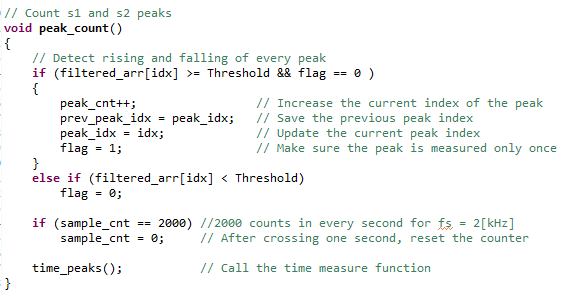 // Count s1 and s2 peaks
void peak_count()
{
// Detect rising and falling of every peak
if (filtered_arr[idx] >= Threshold && flag == 0 )
{
peak_cnt++; // Increase the current index of the peak
prev_peak_idx = peak_idx; // Save the previous peak index
peak_idx = idx; // Update the current peak index
flag = 1; // Make sure the peak is measured only once
}
else if (filtered_arr[idx] < Threshold)
flag = 0;
if (sample_cnt == 2000) //2000 counts in every second for fs = 2[kHz]
sample_cnt = 0; // After crossing one second, reset the counter
time_peaks(); // Call the time measure function
}